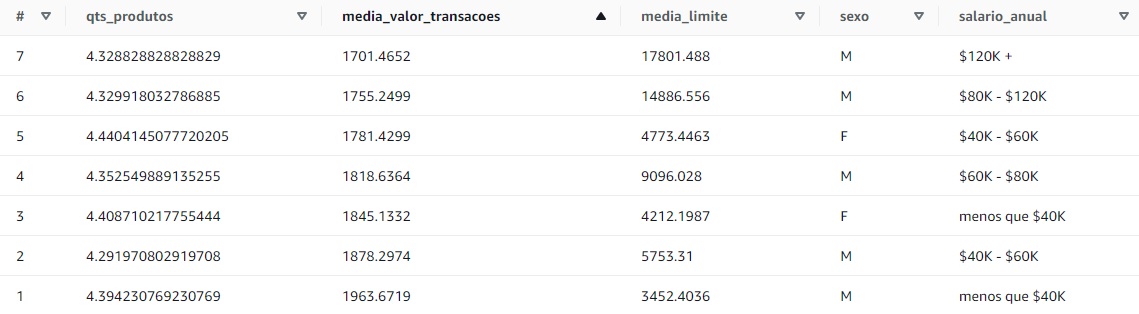 # qts_produtos media_valor_transacoes media_limite sexo salario_anual
7 4.328828828828829 1701.4652 17801.488 M $120K +
6 4.329918032786885 1755.2499 14886.556 M $80K - $120K
5 4.4404145077720205 1781.4299 4773.4463 F $40K - $60K
4 4.352549889135255 1818.6364 9096.028 M $60K - $80K
3 4.408710217755444 1845.1332 4212.1987 F menos que $40K
2 4.291970802919708 1878.2974 5753.31 M $40K - $60K
1 4.394230769230769 1963.6719 3452.4036 M menos que $40K